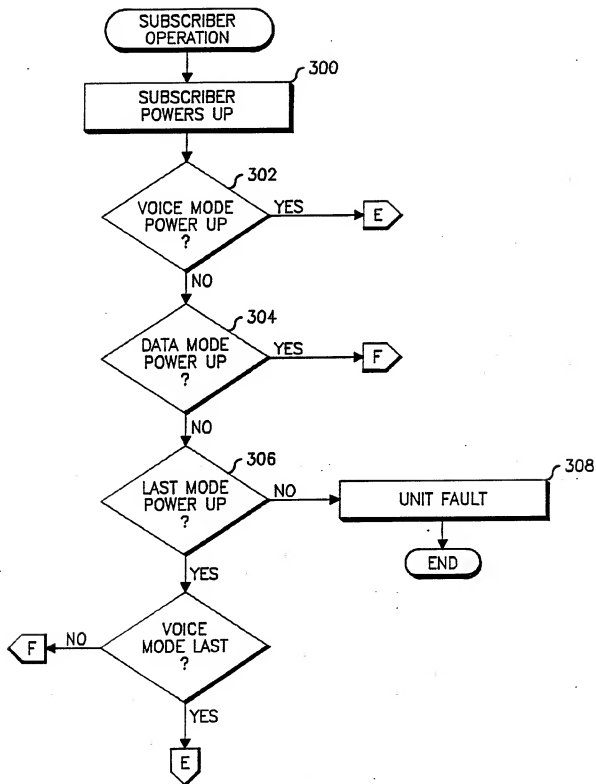 SUBSCRIBER
OPERATION
300
SUBSCRIBER
POWERS UP
302
VOICE MODE
POWER UP
?
YES
E
NO
304
DATA MODE
POWER UP
?
YES
F
NO
306
LAST MODE
POWER UP
?
NO
308
UNIT FAULT
END
YES
VOICE
MODE LAST
?
NO
F
YES
E